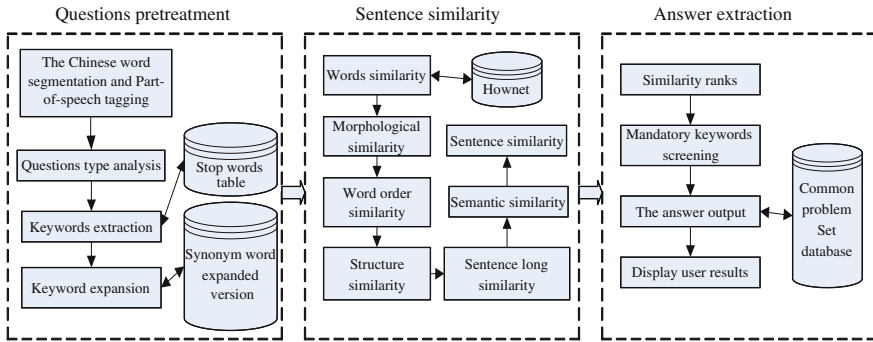 Questions pretreatment
The Chinese word
segmentation and Part-
of-speech tagging
Questions type analysis
Stop words
table
Keywords extraction
Synonym word
expanded
version
Keyword expansion
Sentence similarity
Words similarity
Hownet
Morphological
similarity
Word order
similarity
Structure
similarity
Sentence long
similarity
Semantic similarity
Sentence similarity
Answer extraction
Similarity ranks
Mandatory keywords
screening
The answer output
Common
problem
Set
database
Display user results